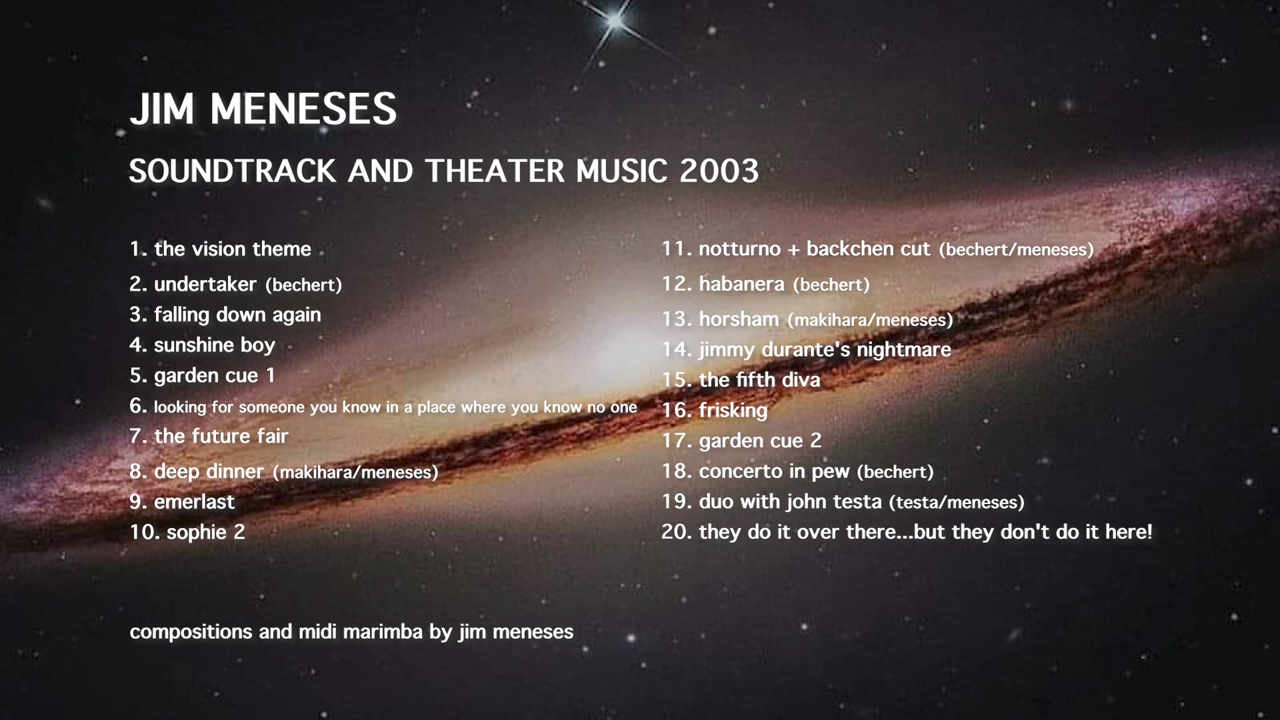 JIM MENESES
SOUNDTRACK AND THEATER MUSIC 2003
1. the vision theme
2. undertaker (bechert)
3. falling down again
4. sunshine boy
5. garden cue 1
6. looking for someone you know in a place where you know no one
7. the future fair
8. deep dinner (makihara/meneses)
9. emerlast
10. sophie 2
11. notturno + backchen cut (bechert/meneses)
12. habanera (bechert)
13. horsham (makihara/meneses)
14. jimmy durante's nightmare
15. the fifth diva
16. frisking
17. garden cue 2
18. concerto in pew (bechert)
19. duo with john testa (testa/meneses)
20. they do it over there...but they don't do it here!
compositions and midi marimba by jim meneses